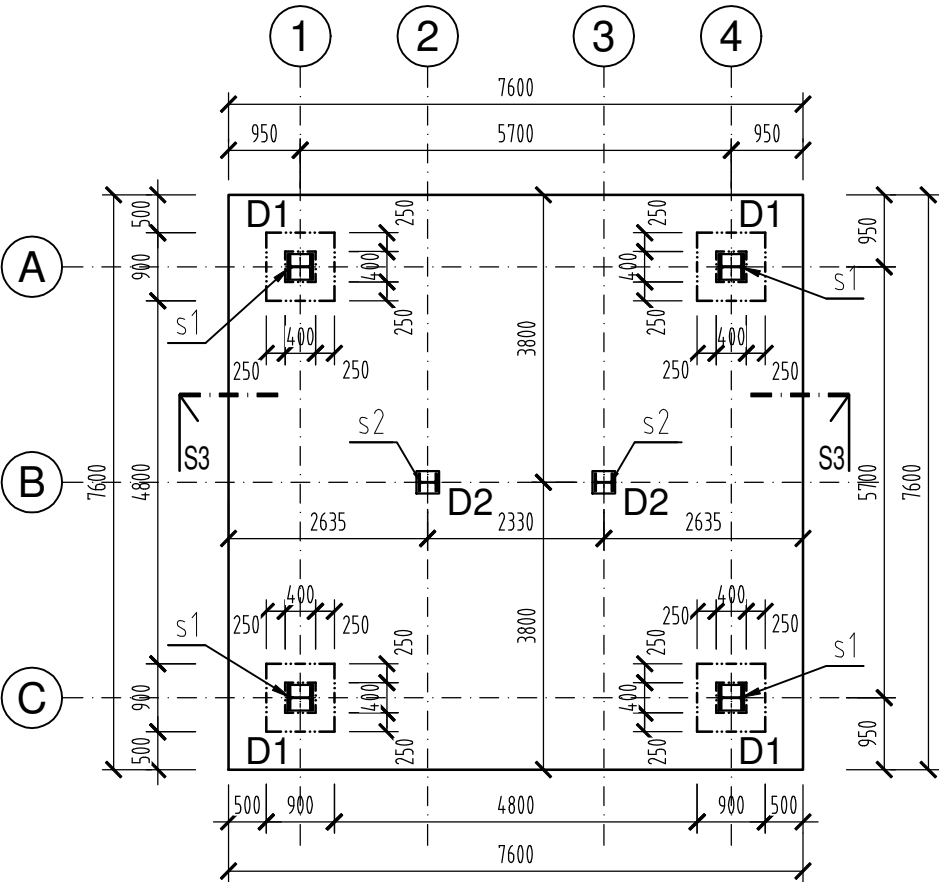 1 2 3 4
7600
950 5700 950
500 D1 250 250 D1 950
A 900 400 400 s1
s1 400 250 3800 250 400
250 250 250 250
S3 s2 s2 S3
B 7600 4800 D2 D2 5700 7600
2635 2330 2635
400 400
250 250 250 3800 250 250 250
s1 s1
C 900 400 400
500 D1 250 250 D1 950
500 900 4800 900 500
7600